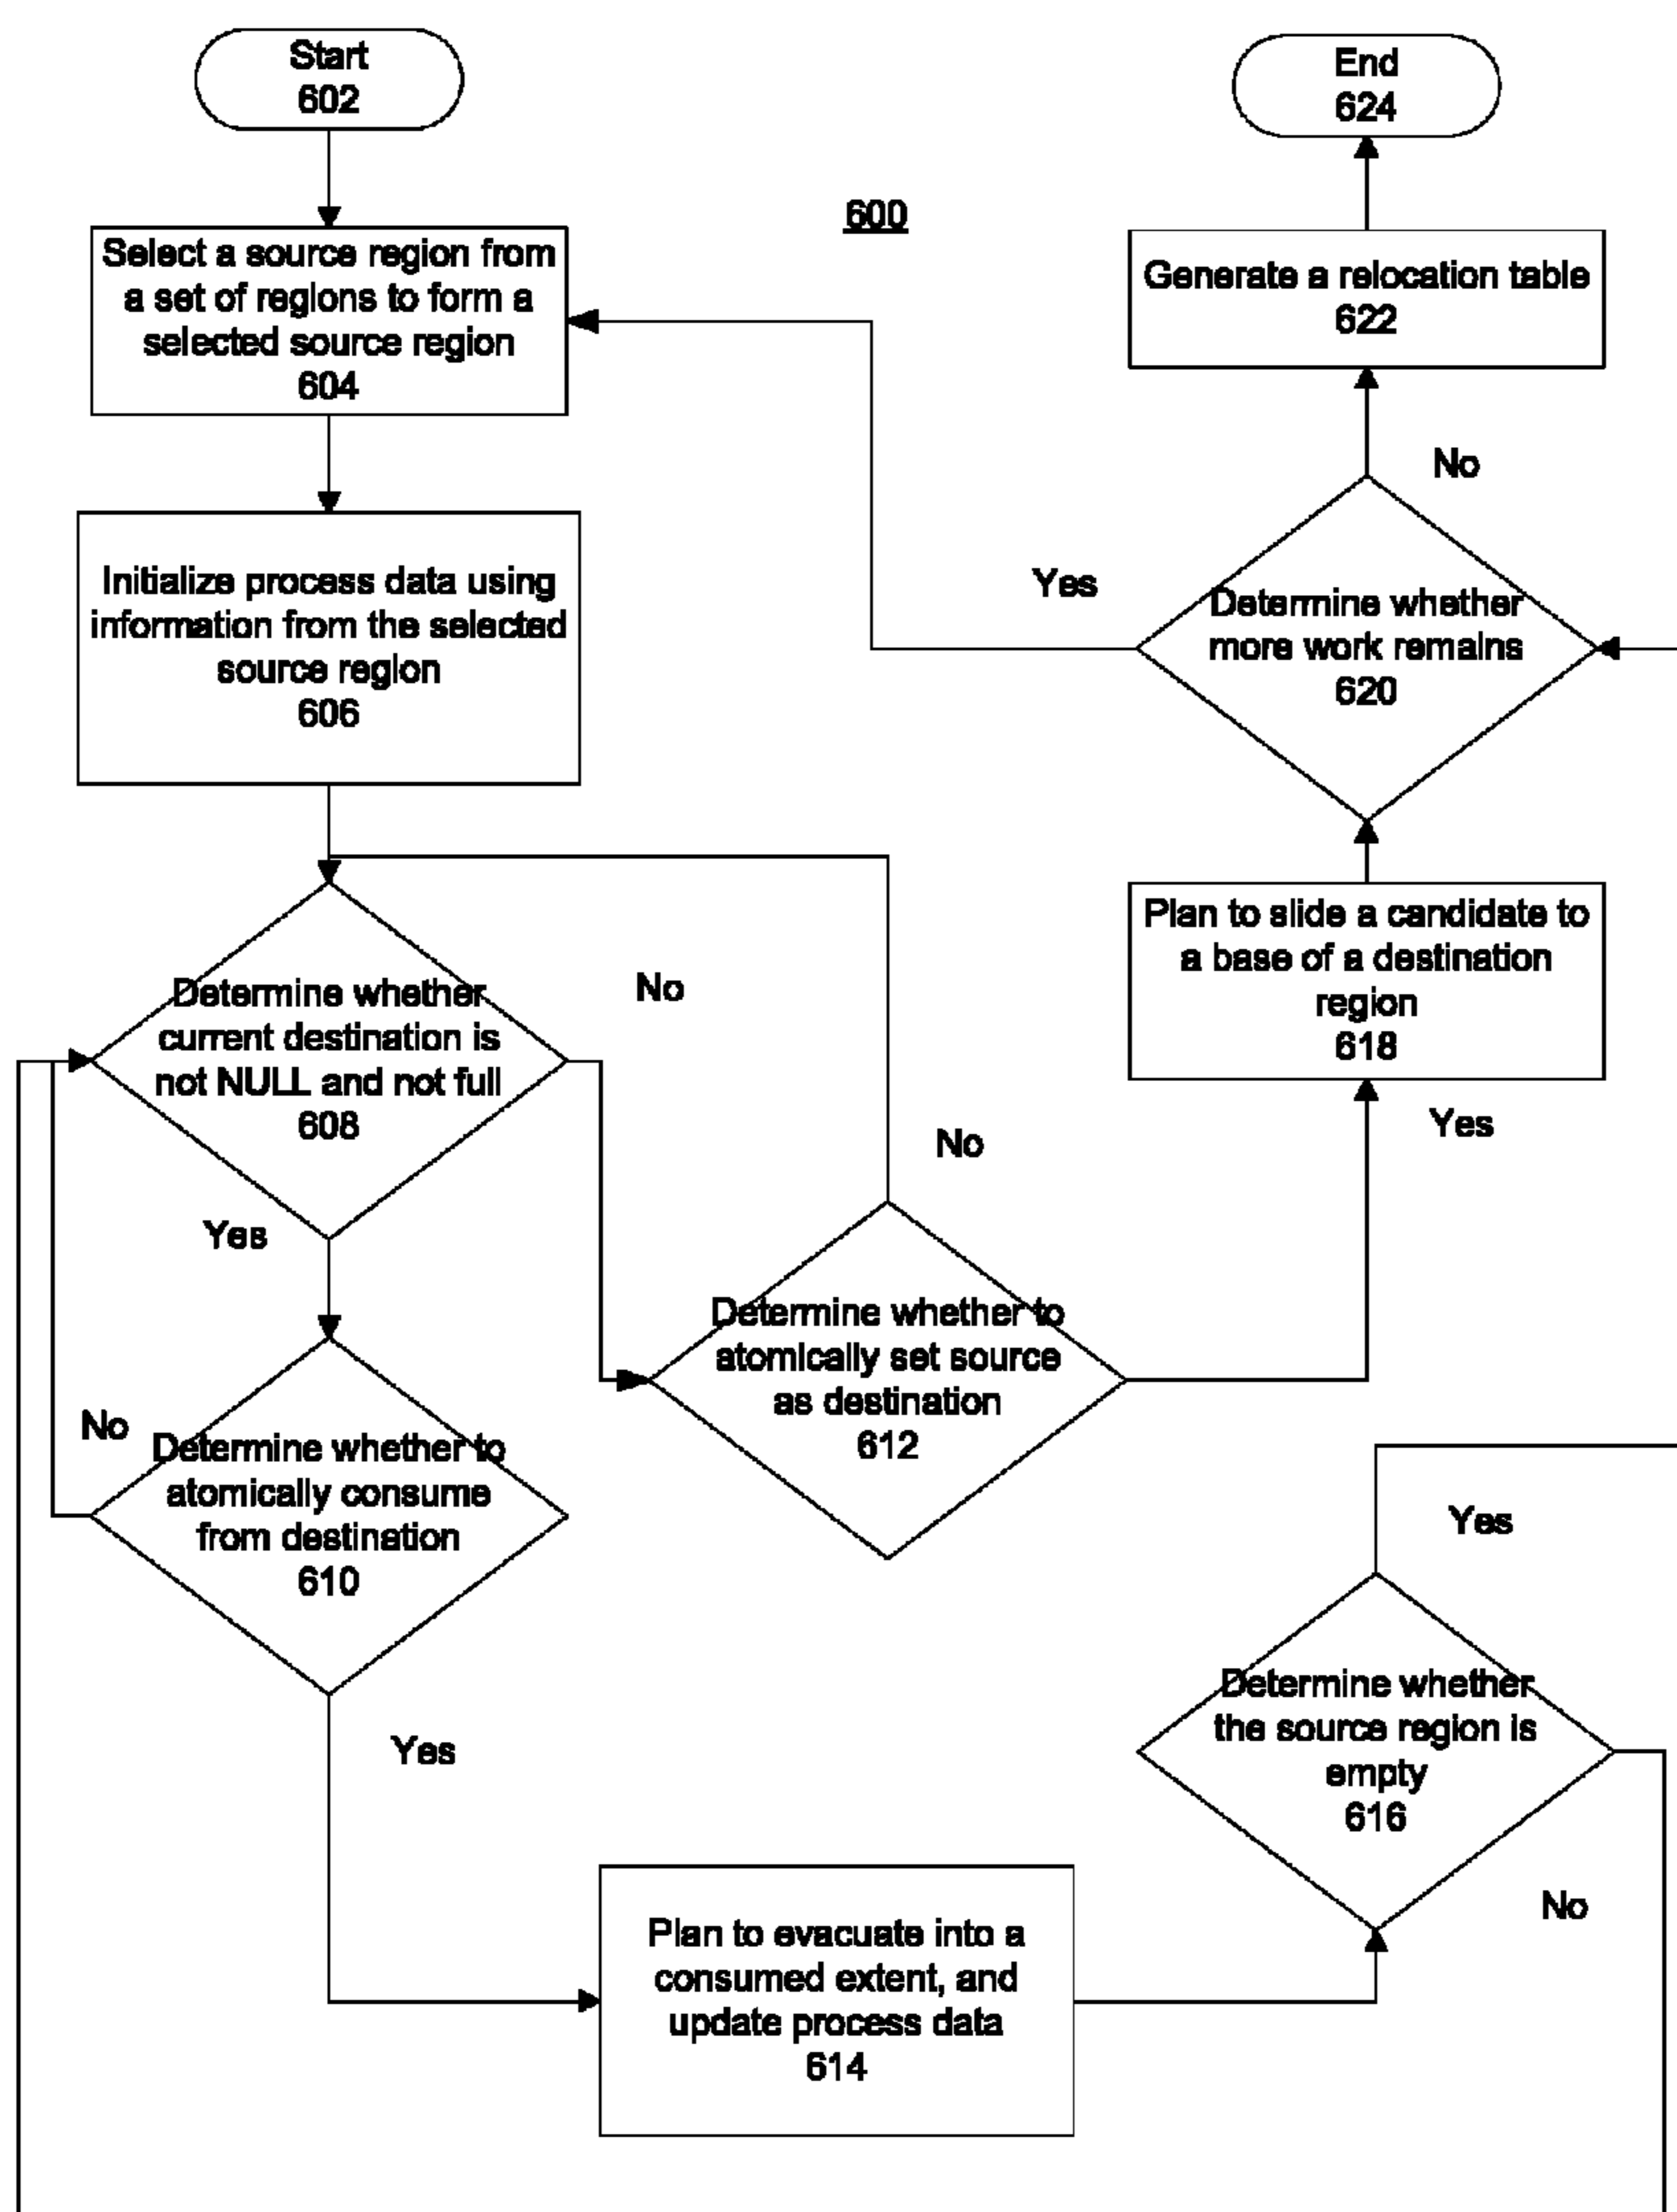 Start
602
Select a source region from
a set of regions to form a
selected source region
604
Initialize process data using
information from the selected
source region
606
Determine whether
current destination is
not NULL and not full
608
No
Yes
Determine whether to
atomically consume
from destination
610
No
Yes
Determine whether to
atomically set source
as destination
612
No
Yes
Plan to evacuate into a
consumed extent, and
update process data
614
Determine whether
the source region is
empty
616
Yes
No
Plan to slide a candidate to
a base of a destination
region
618
Determine whether
more work remains
620
Yes
No
Generate a relocation table
622
End
624
600